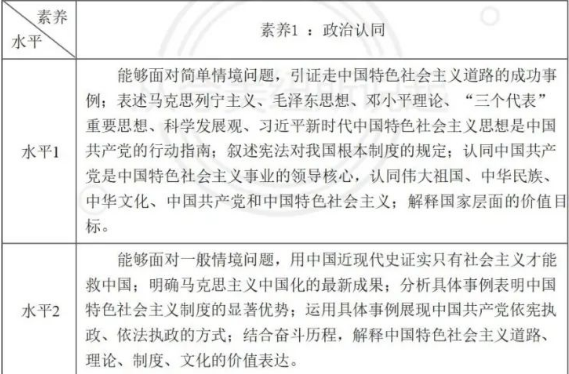 素养
水平
素养1：政治认同
水平1
能够面对简单情境问题，引证走中国特色社会主义道路的成功事
例；表述马克思列宁主义、毛泽东思想、邓小平理论、“三个代表”
重要思想、科学发展观、习近平新时代中国特色社会主义思想是中国
共产党的行动指南；叙述宪法对我国根本制度的规定；认同中国共产
党是中国特色社会主义事业的领导核心，认同伟大祖国、中华民族、
中华文化、中国共产党和中国特色社会主义；解释国家层面的价值目
标。
水平2
能够面对一般情境问题，用中国近现代史证实只有社会主义才能
救中国；明确马克思主义中国化的最新成果；分析具体事例表明中国
特色社会主义制度的显著优势；运用具体事例展现中国共产党依宪执
政、依法执政的方式；结合奋斗历程，解释中国特色社会主义道路、
理论、制度、文化的价值表达。